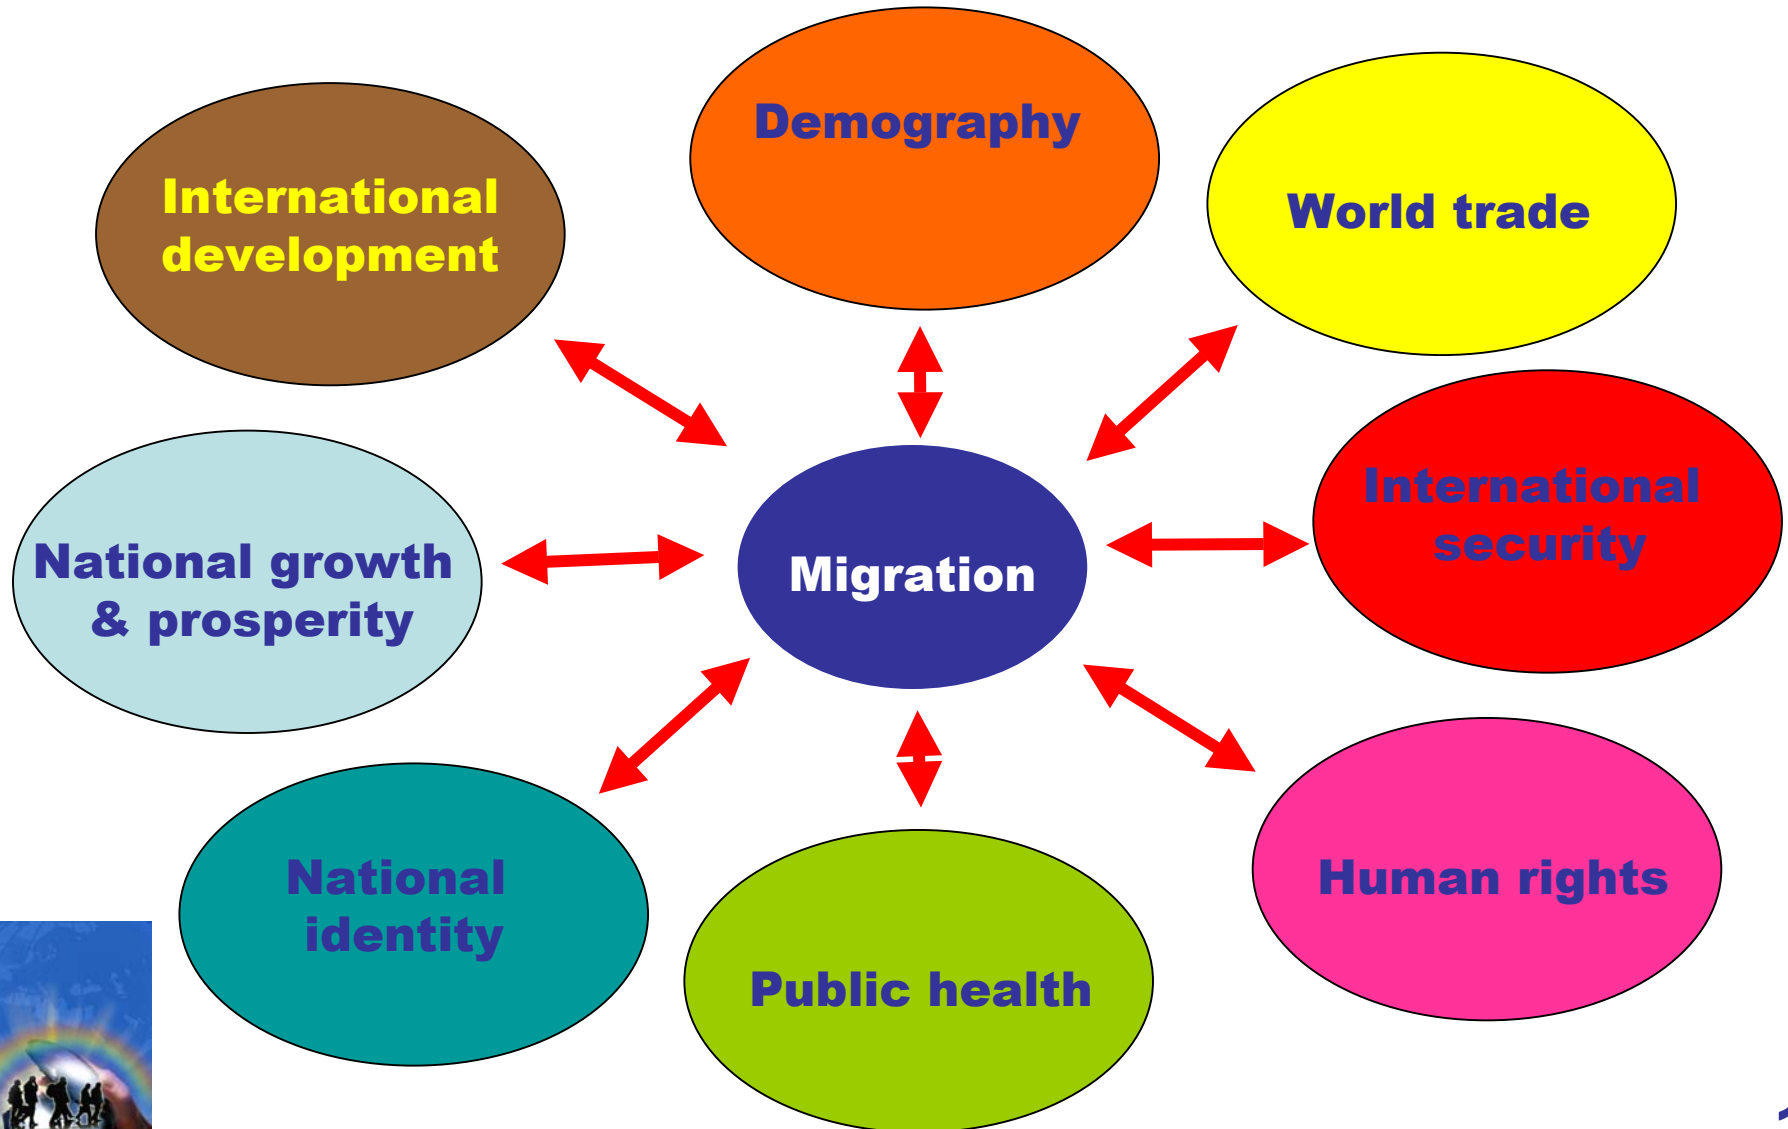 Demography
International
development
World trade
International
security
National growth
& prosperity
Migration
National
identity
Human rights
Public health